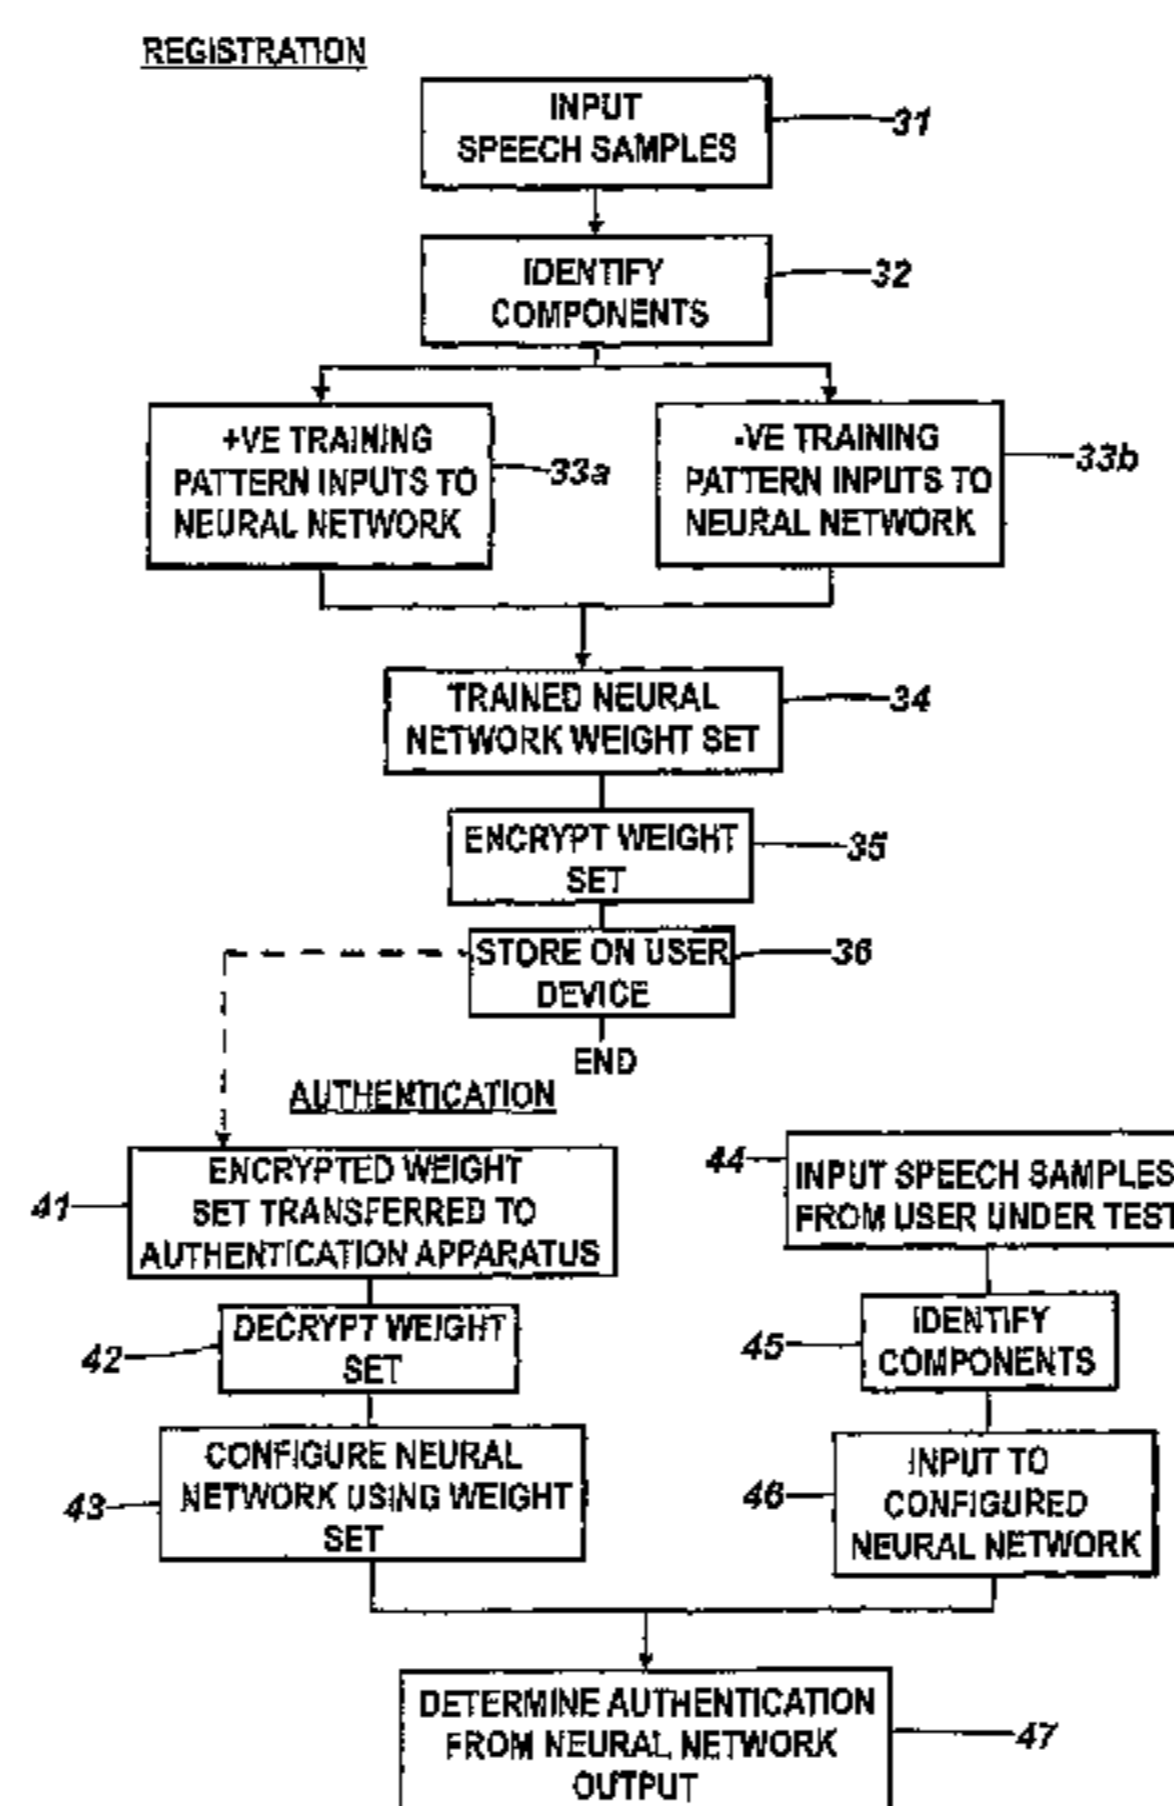 REGISTRATION
INPUT
SPEECH SAMPLES
31
IDENTIFY
COMPONENTS
32
+VE TRAINING
PATTERN INPUTS TO
NEURAL NETWORK
33a
-VE TRAINING
PATTERN INPUTS TO
NEURAL NETWORK
33b
TRAINED NEURAL
NETWORK WEIGHT SET
34
ENCRYPT WEIGHT
SET
35
STORE ON USER
DEVICE
36
END
AUTHENTICATION
ENCRYPTED WEIGHT
SET TRANSFERRED TO
AUTHENTICATION APPARATUS
41
DECRYPT WEIGHT
SET
42
CONFIGURE NEURAL
NETWORK USING WEIGHT
SET
43
44
INPUT SPEECH SAMPLES
FROM USER UNDER TEST
45
IDENTIFY
COMPONENTS
46
INPUT TO
CONFIGURED
NEURAL NETWORK
DETERMINE AUTHENTICATION
FROM NEURAL NETWORK
OUTPUT
47